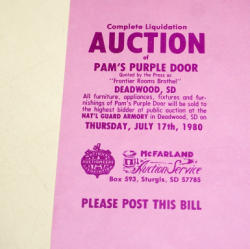 Complete Liquidation
AUCTION
of
PAM'S PURPLE DOOR
Quoted by the Press as
"Frontier Rooms Brothel"
DEADWOOD, SD
All furniture, appliances, fixtures and fur-
nishings of Pam's Purple Door will be sold to
the highest bidder at public auction at the
NAT'L GUARD ARMORY in Deadwood, SD on
THURSDAY, JULY 17th, 1980
McFARLAND
Auction Service
Box 593, Sturgis, SD 57785
PLEASE POST THIS BILL